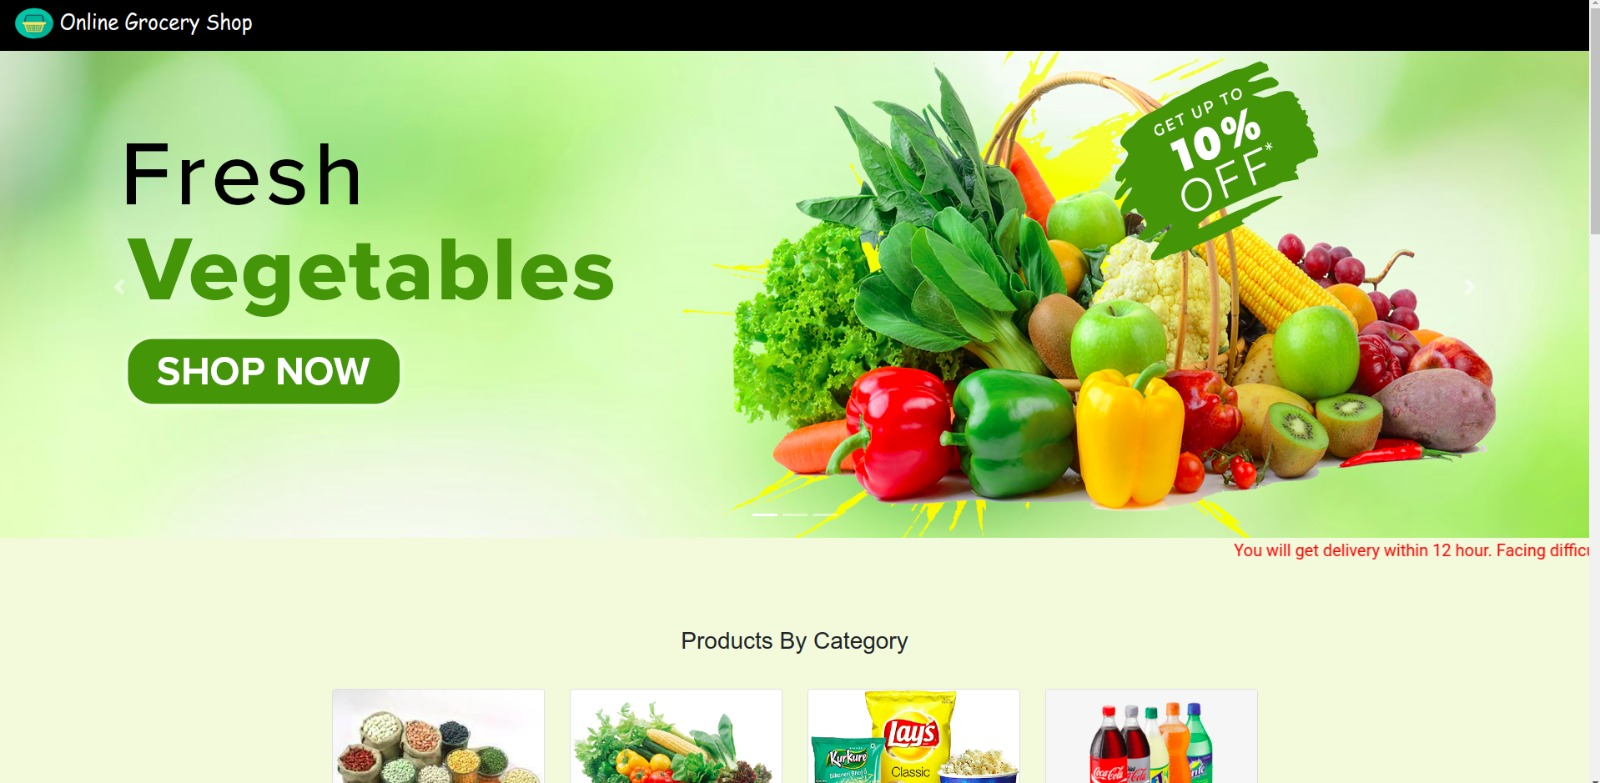 Online Grocery Shop
GET UP TO
10%
OFF*
Fresh
Vegetables
SHOP NOW
You will get delivery within 12 hour. Facing
Products By Category
Lay's
Classic
Kurkure
Coca-Cola